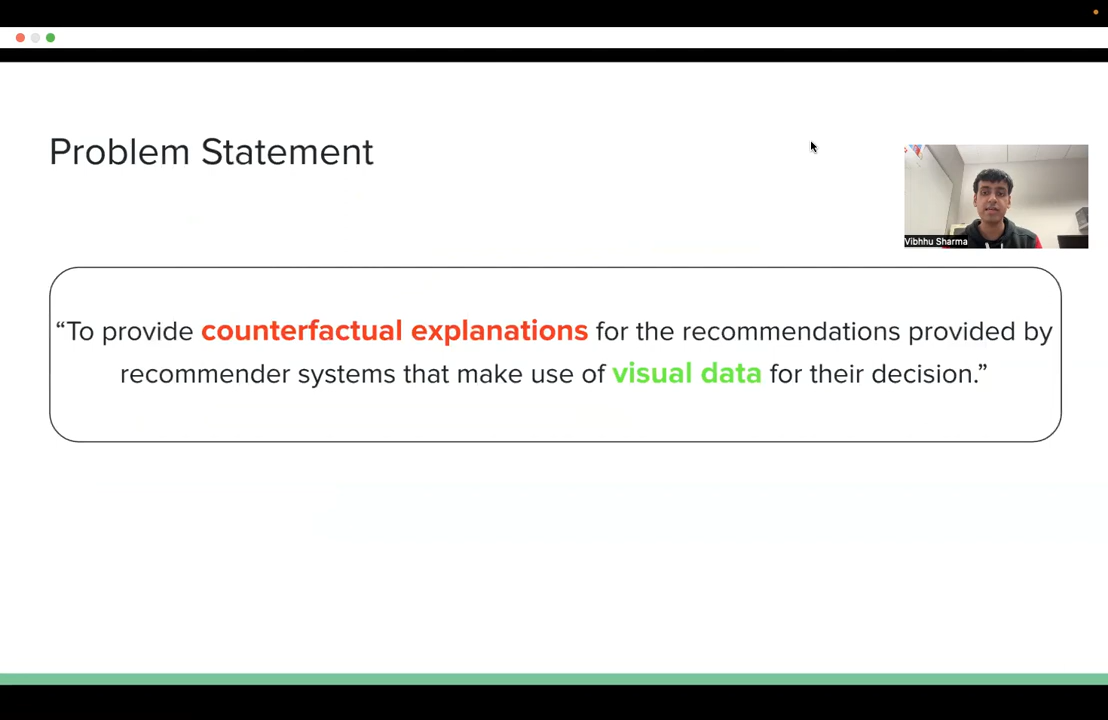 Problem Statement
Vibhhu Sharma
“To provide counterfactual explanations for the recommendations provided by
recommender systems that make use of visual data for their decision.”